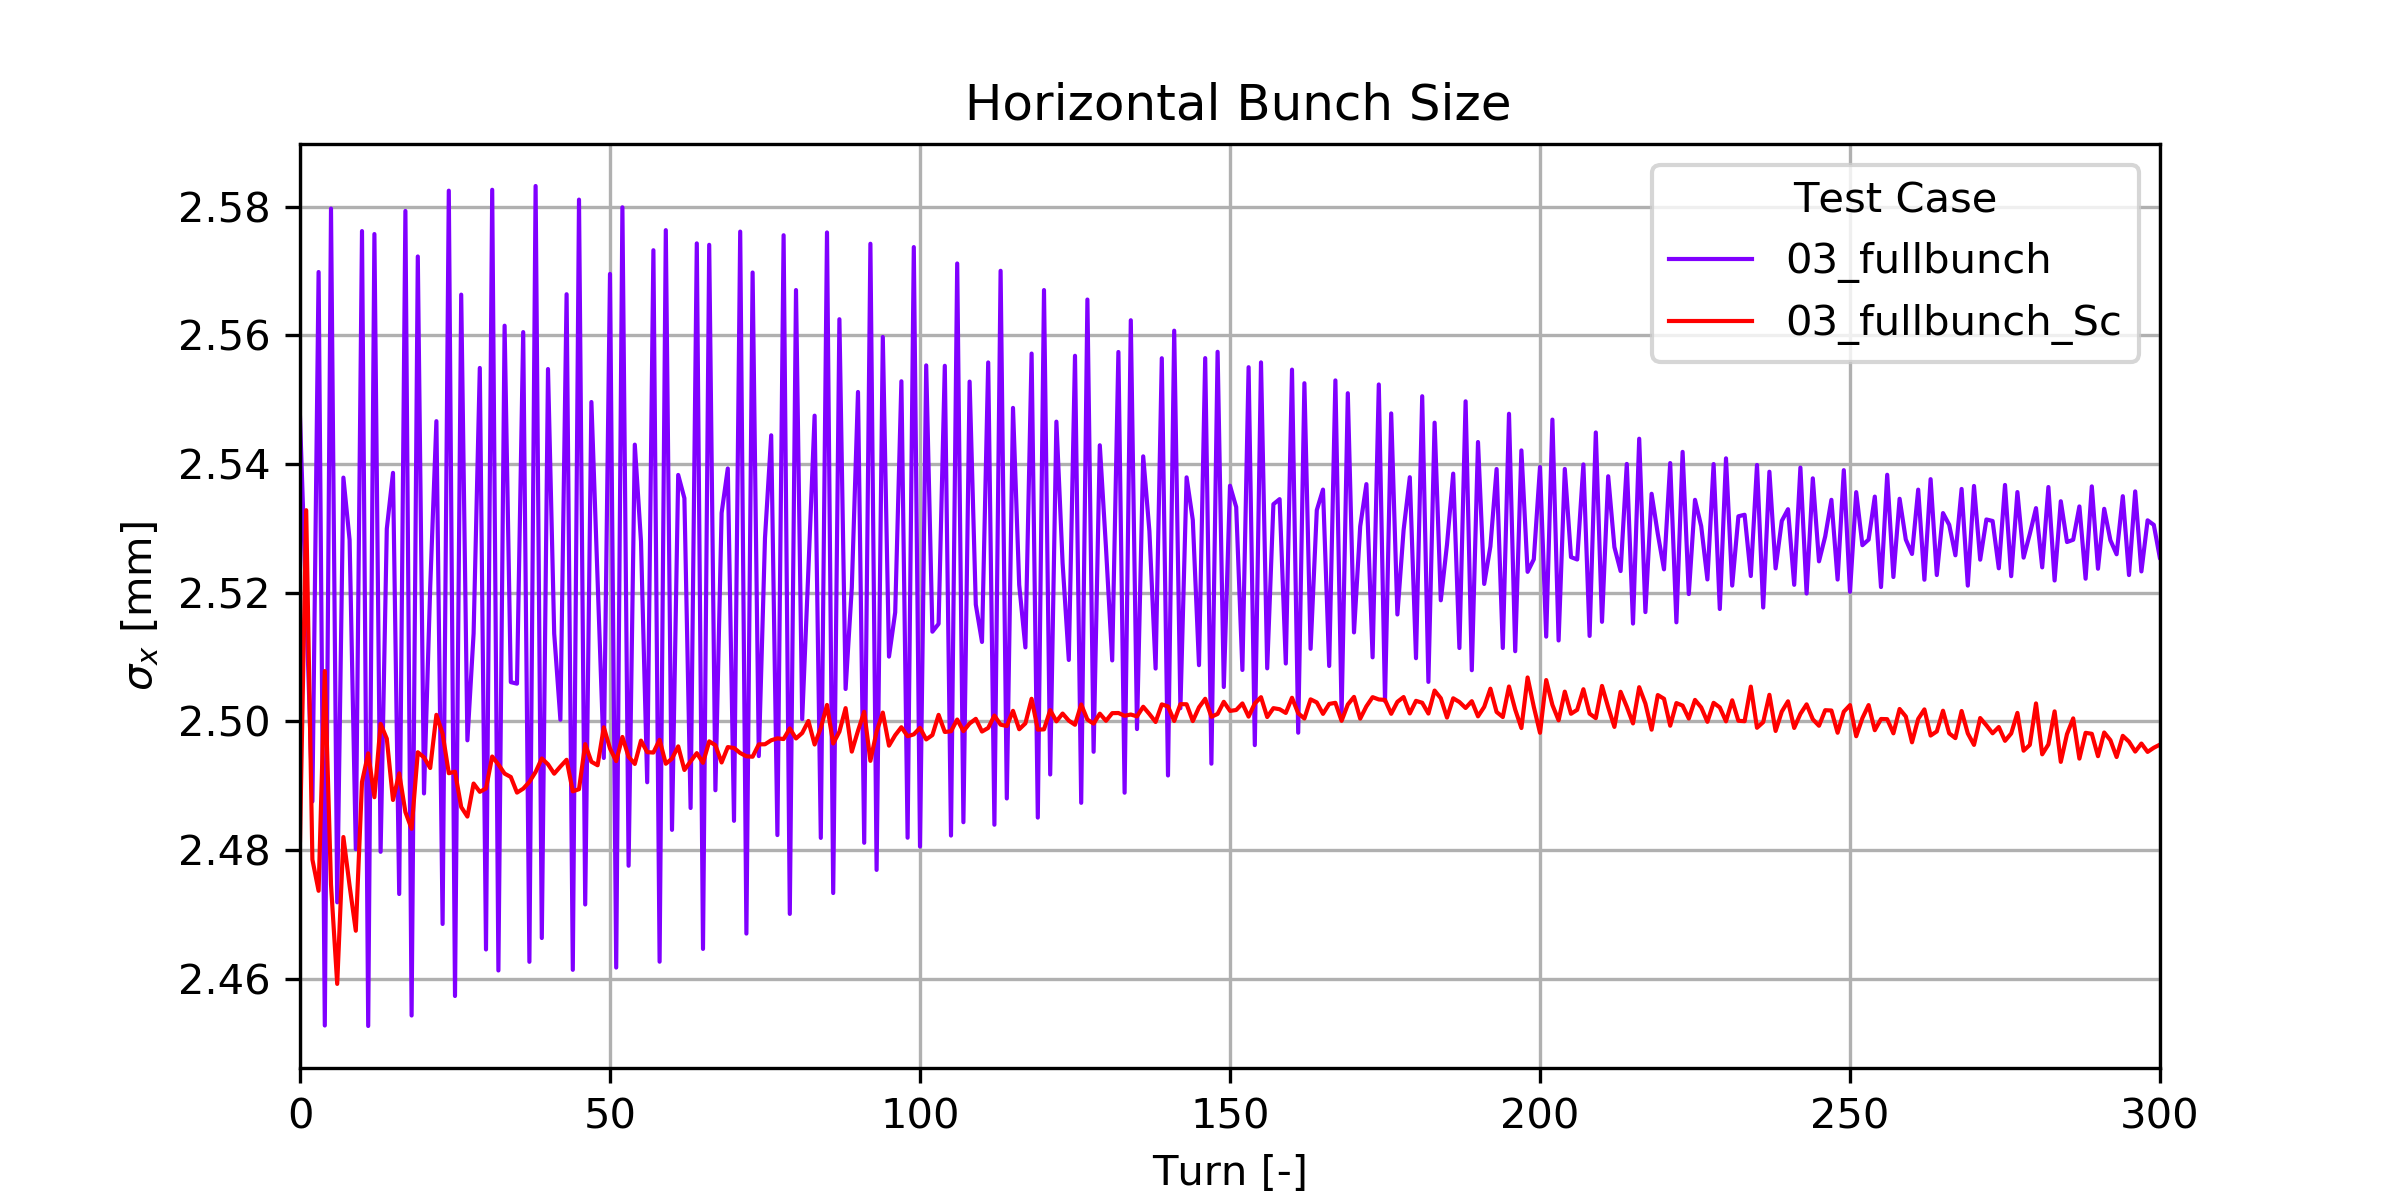 Horizontal Bunch Size
Test Case
03_fullbunch
03_fullbunch_Sc
2.58
2.56
2.54
2.52
2.50
2.48
2.46
σx [mm]
0 50 100 150 200 250 300
Turn [-]